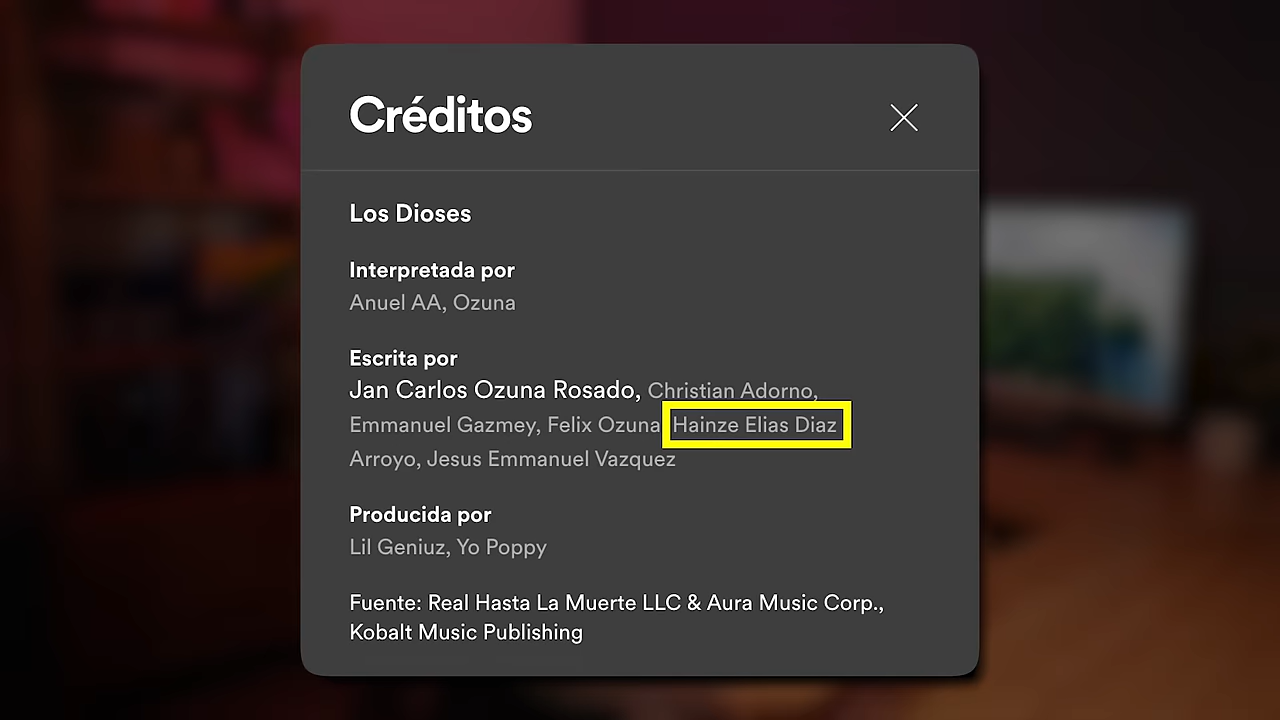 Créditos
Los Dioses
Interpretada por
Anuel AA, Ozuna
Escrita por
Jan Carlos Ozuna Rosado, Christian Adorno,
Emmanuel Gazmey, Felix Ozuna Hainze Elias Diaz
Arroyo, Jesus Emmanuel Vazquez
Producida por
Lil Geniuz, Yo Poppy
Fuente: Real Hasta La Muerte LLC & Aura Music Corp.,
Kobalt Music Publishing